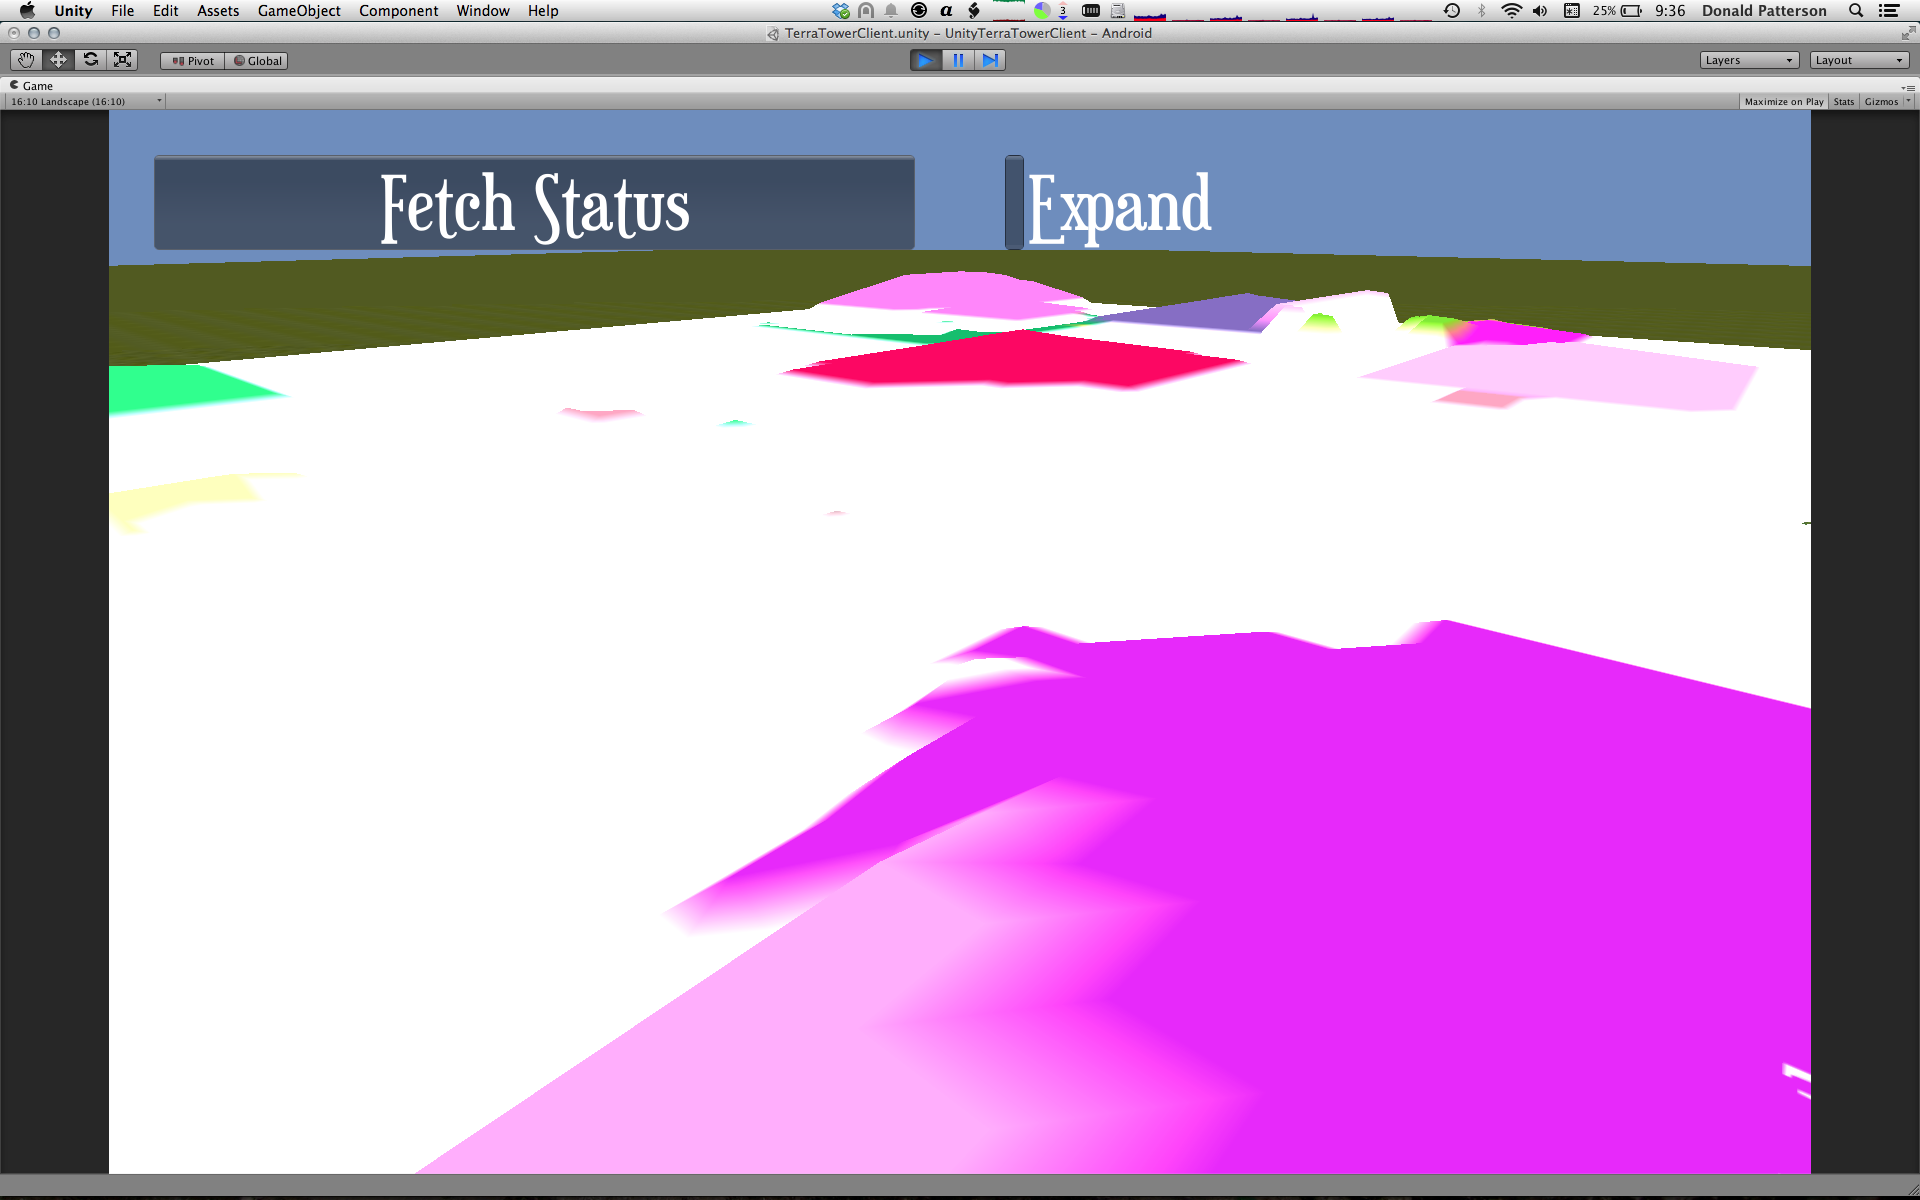 Unity File Edit Assets GameObject Component Window Help 3 25% 9:36 Donald Patterson
TerraTowerClient.unity – UnityTerraTowerClient – Android
Pivot Global Layers Layout
Game
16:10 Landscape (16:10) Maximize on Play Stats Gizmos
Fetch Status Expand